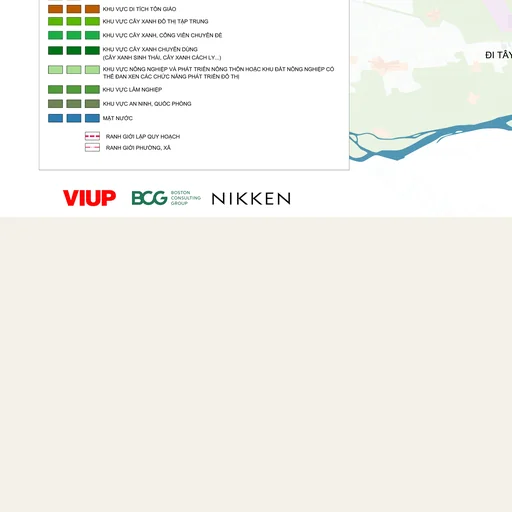 KHU VỰC DI TÍCH TÔN GIÁO
KHU VỰC CÂY XANH ĐÔ THỊ TẬP TRUNG
KHU VỰC CÂY XANH, CÔNG VIÊN CHUYÊN ĐỀ
KHU VỰC CÂY XANH CHUYÊN DÙNG
(CÂY XANH SINH THÁI, CÂY XANH CÁCH LY...)
KHU VỰC NÔNG NGHIỆP VÀ PHÁT TRIỂN NÔNG THÔN HOẶC KHU ĐẤT NÔNG NGHIỆP CÓ
THỂ ĐAN XEN CÁC CHỨC NĂNG PHÁT TRIỂN ĐÔ THỊ
KHU VỰC LÂM NGHIỆP
KHU VỰC AN NINH, QUỐC PHÒNG
MẶT NƯỚC
RANH GIỚI LẬP QUY HOẠCH
RANH GIỚI PHƯỜNG, XÃ
ĐI TÂY
VIUP
BCG
BOSTON
CONSULTING
GROUP
NIKKEN